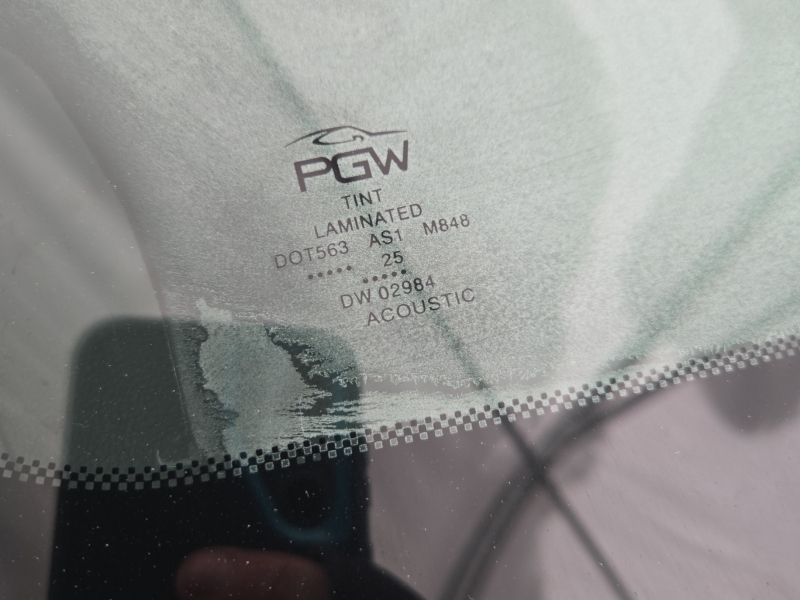 PGW
TINT
LAMINATED
DOT563 AS1 M848
••••• 25 •••••
DW 02984
ACOUSTIC